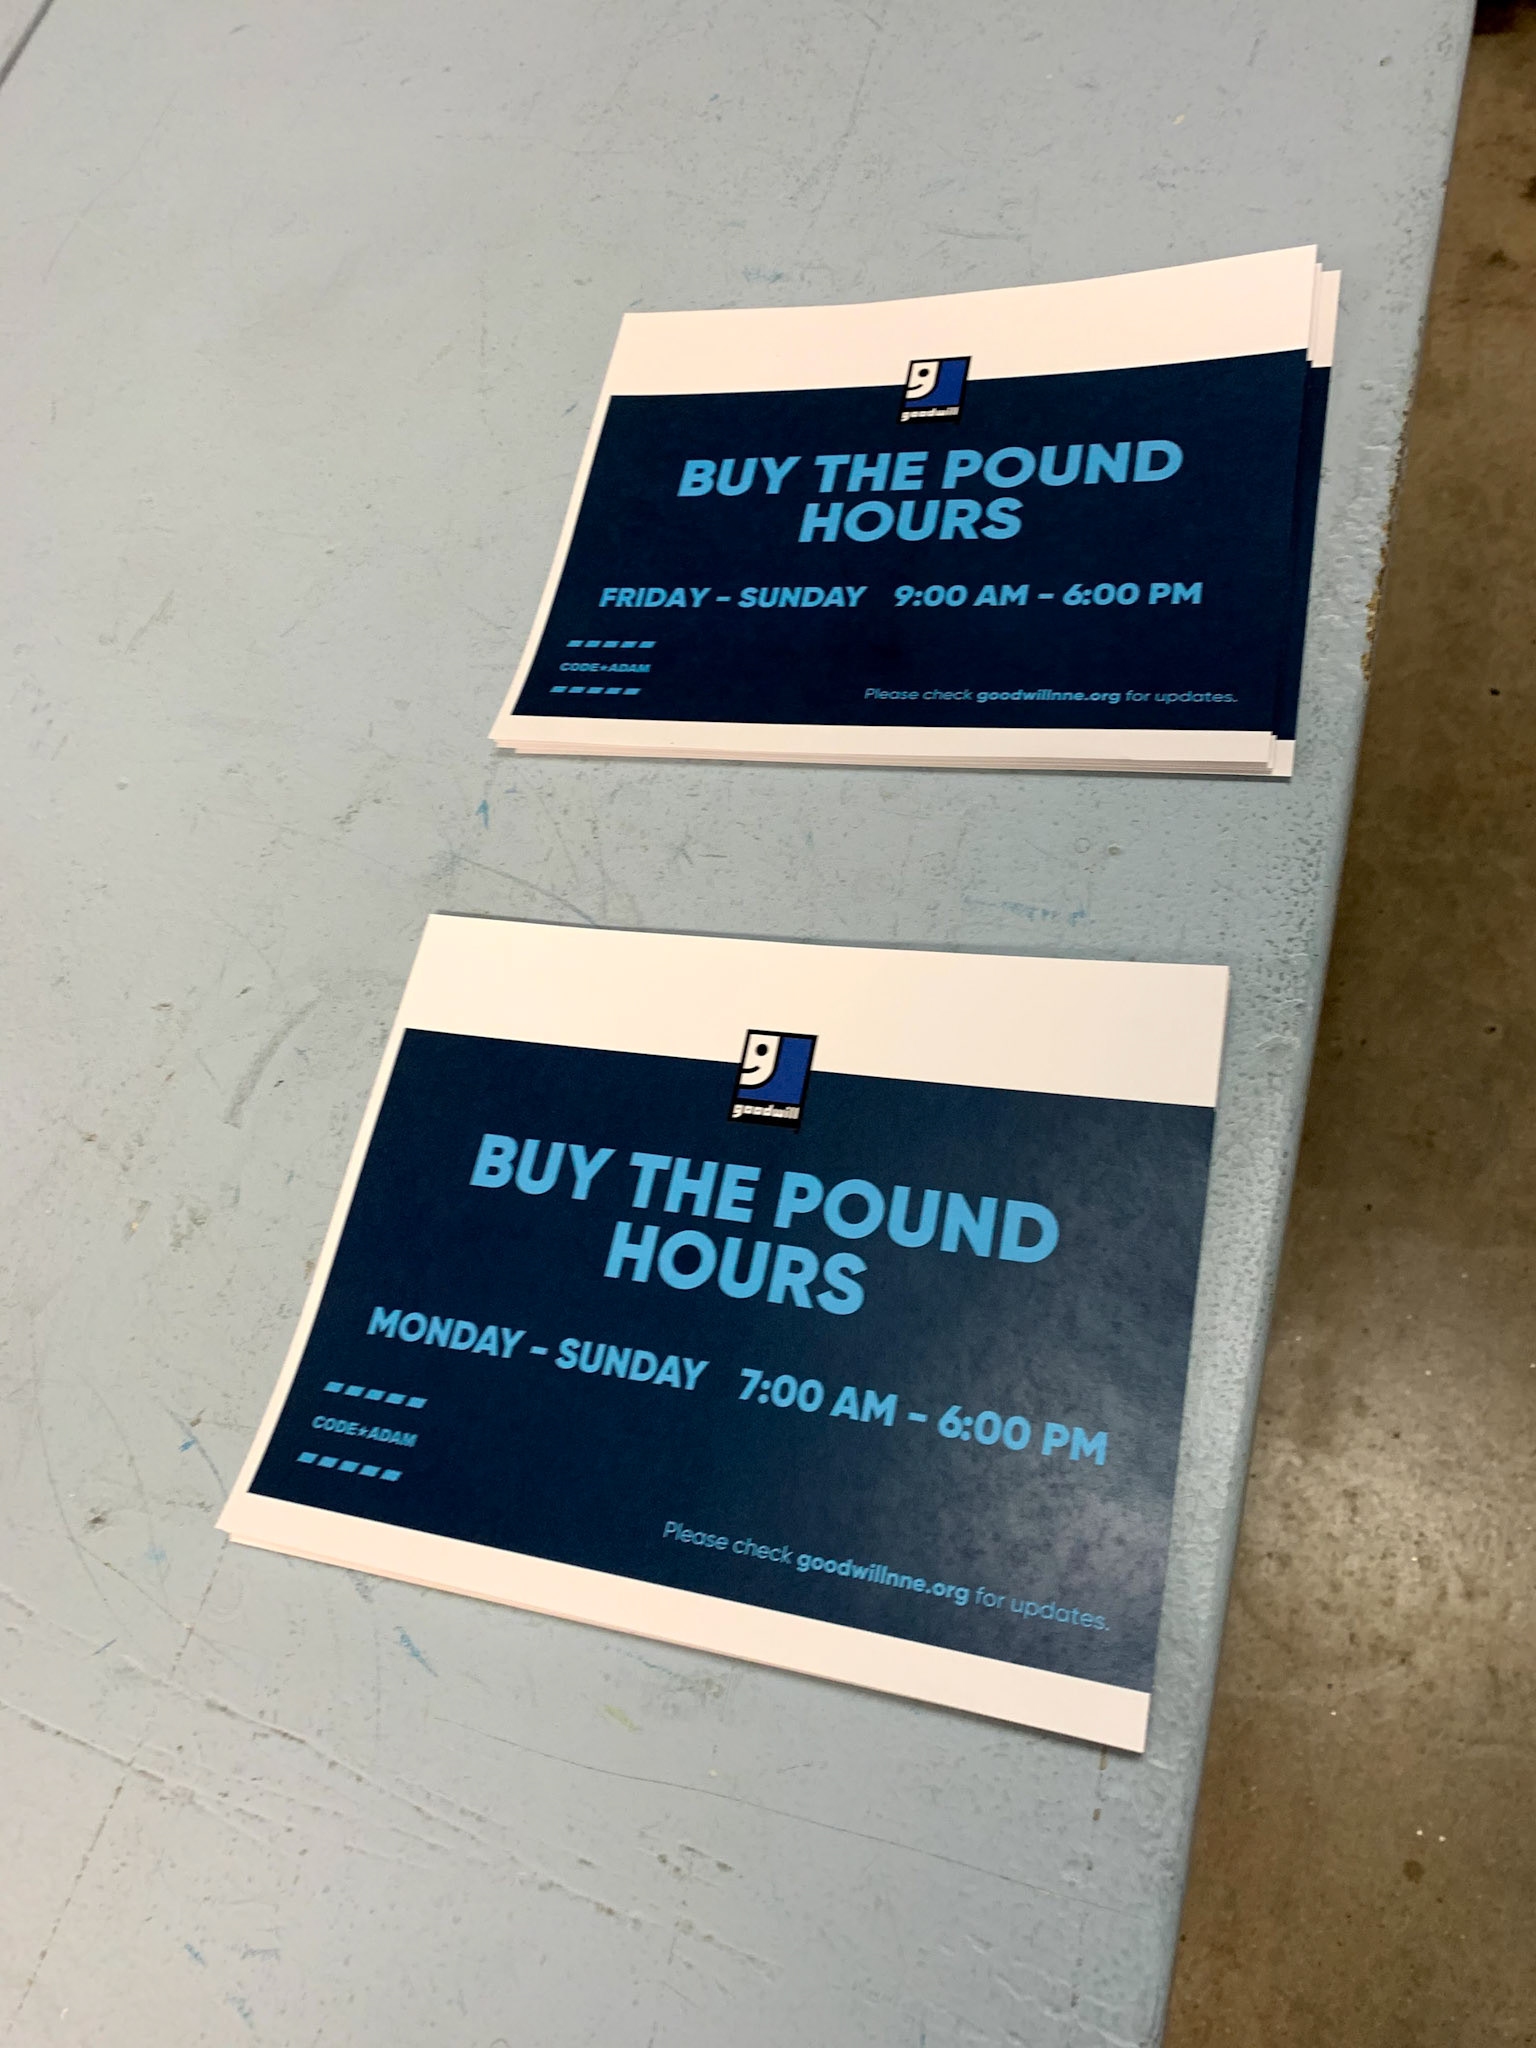 goodwill
BUY THE POUND
HOURS
FRIDAY - SUNDAY 9:00 AM - 6:00 PM
CODE★ADAM
Please check goodwillnne.org for updates.
goodwill
BUY THE POUND
HOURS
MONDAY - SUNDAY 7:00 AM - 6:00 PM
CODE★ADAM
Please check goodwillnne.org for updates.